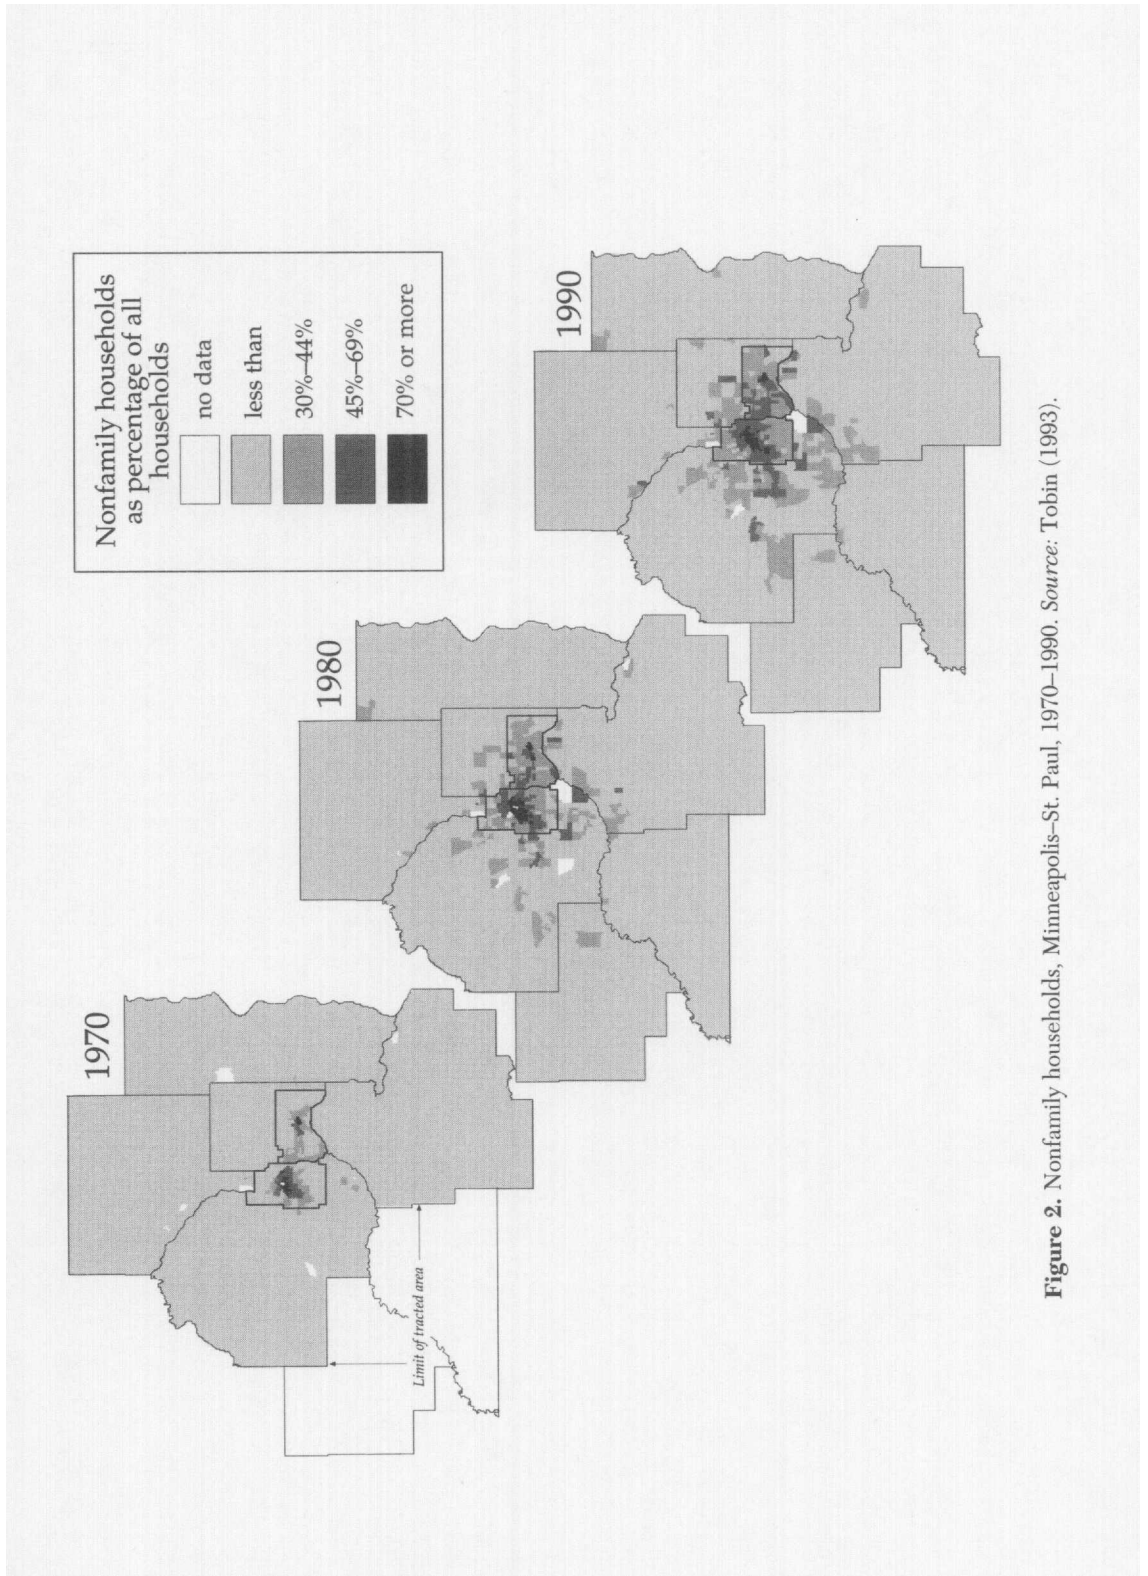 Nonfamily households
as percentage of all
households
no data
less than
30%–44%
45%–69%
70% or more
1970
1980
1990
Limit of tracted area
Figure 2. Nonfamily households, Minneapolis–St. Paul, 1970–1990. Source: Tobin (1993).